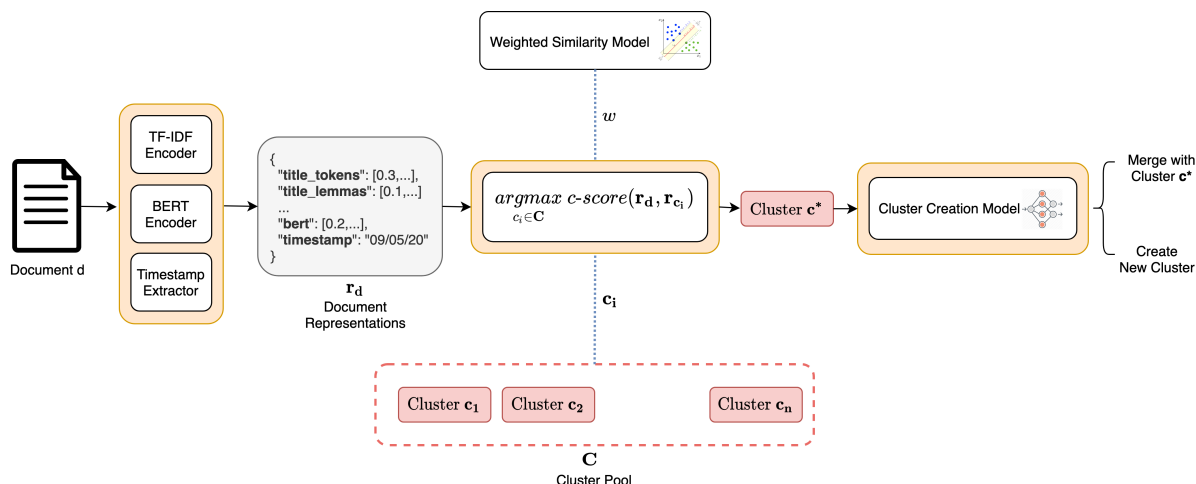 Weighted Similarity Model
w
TF-IDF
Encoder
BERT
Encoder
Timestamp
Extractor
Document d
{
"title_tokens": [0.3,...],
"title_lemmas": [0.1,...]
...
"bert": [0.2,...],
"timestamp": "09/05/20"
}
r_d
Document
Representations
argmax c-score(r_d, r_{c_i})
c_i∈C
Cluster c*
Cluster Creation Model
Merge with
Cluster c*
Create
New Cluster
c_i
Cluster c_1
Cluster c_2
Cluster c_n
C
Cluster Pool